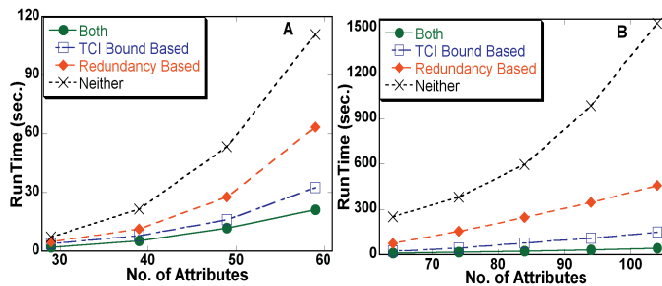 A
Both
TCI Bound Based
Redundancy Based
Neither
RunTime (sec.)
120
90
60
30
0
30
40
50
60
No. of Attributes
B
Both
TCI Bound Based
Redundancy Based
Neither
RunTime (sec.)
1500
1200
900
600
300
0
70
80
90
100
No. of Attributes